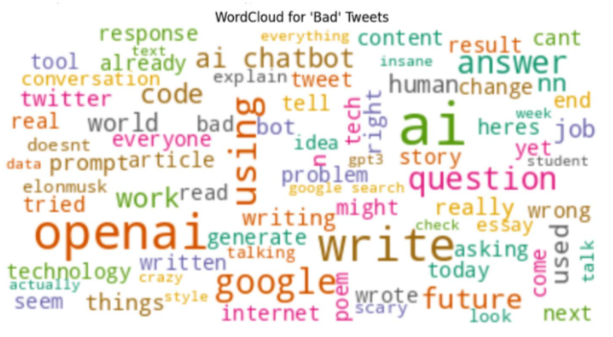 WordCloud for 'Bad' Tweets
response
everything
content
result
cant
text
tool
already
ai chatbot
insane
answer
conversation
explain
tweet
human
change
nn
twitter
code
tell
tech
right
end
real
world
bad
using
bot
ai
week
heres
job
doesnt
everyone
idea
yet
data
prompt
article
n
gpt3
story
student
problem
elonmusk
google search
question
tried
work
read
writing
might
really
wrong
openai
generate
check
essay
talking
write
asking
used
talk
technology
written
google
today
come
actually
crazy
seem
things
style
poem
wrote
future
internet
scary
look
next